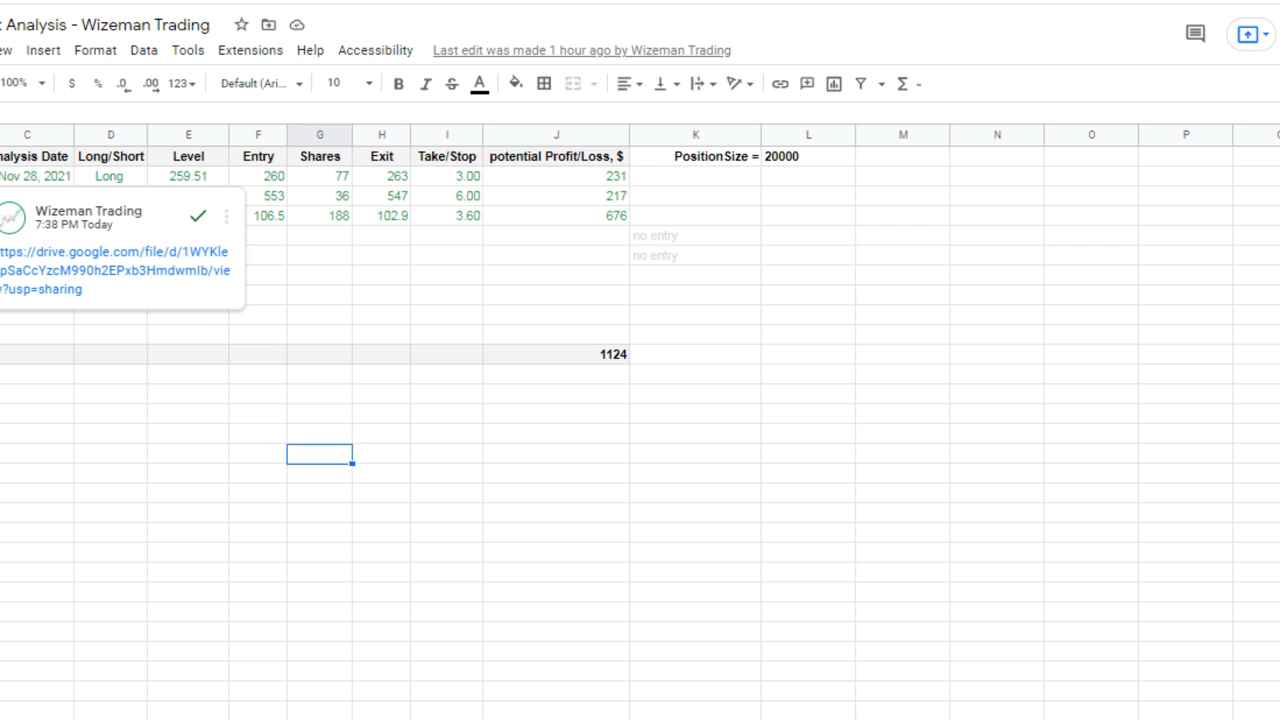 : Analysis - Wizeman Trading
ew Insert Format Data Tools Extensions Help Accessibility Last edit was made 1 hour ago by Wizeman Trading
100% $ % .0 .00 123 Default (Ari... 10 B I S A Σ
C D E F G H I J K L M N O P
nalysis Date Long/Short Level Entry Shares Exit Take/Stop potential Profit/Loss, $ Position Size = 20000
Nov 28, 2021 Long 259.51 260 77 263 3.00 231
553 36 547 6.00 217
106.5 188 102.9 3.60 676
no entry
no entry
1124
Wizeman Trading
7:38 PM Today
ttps://drive.google.com/file/d/1WYKle
pSaCcYzcM990h2EPxb3HmdwmIb/vie
?usp=sharing